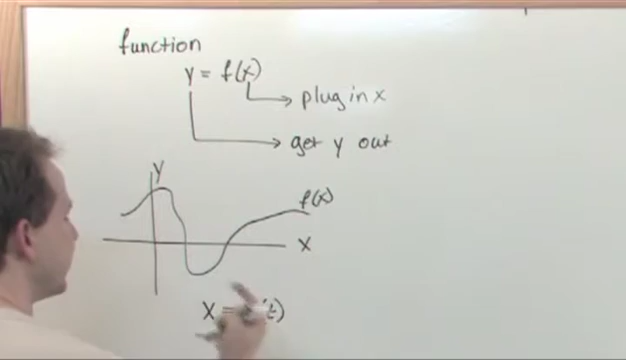 function
y = f(x)
plug in x
get y out
y
f(x)
x
x = (t)